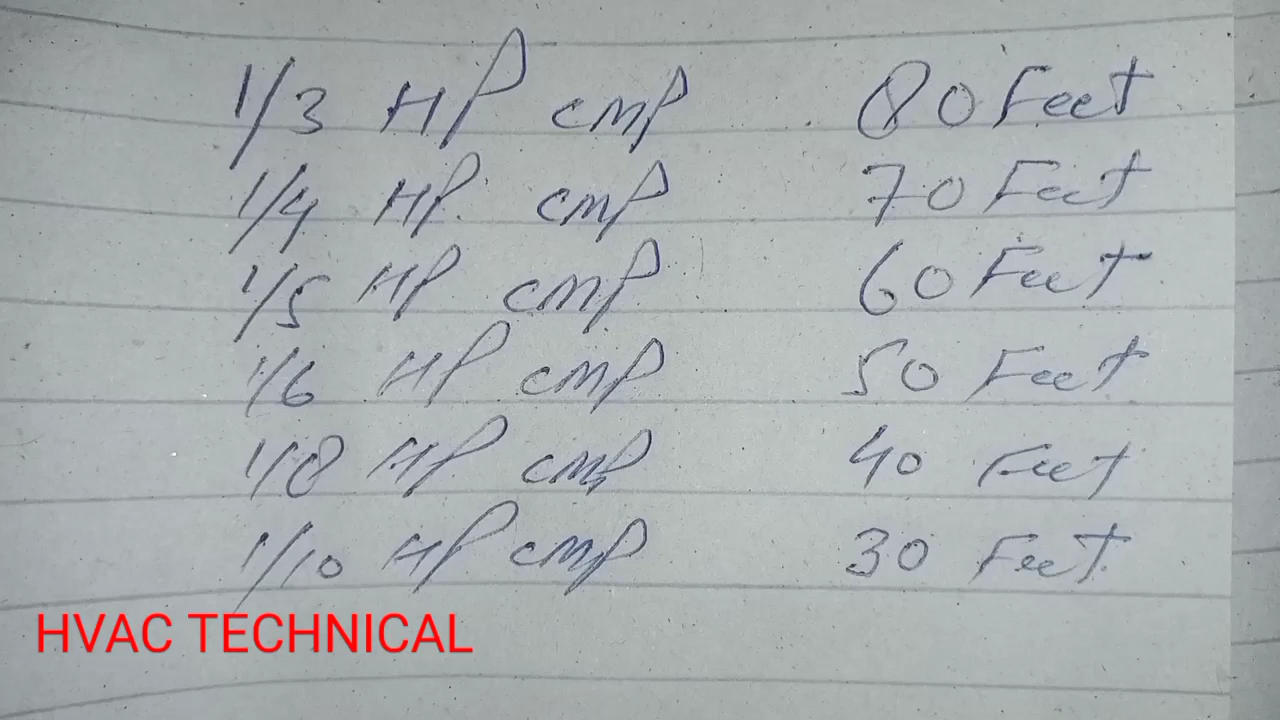 1/3 HP cmp 80 Feet
1/4 HP. cmp 70 Feet
1/5 HP cmp 60 Feet
1/6 HP cmp 50 Feet
1/8 HP cmp 40 Feet
1/10 HP cmp 30 Feet.
HVAC TECHNICAL